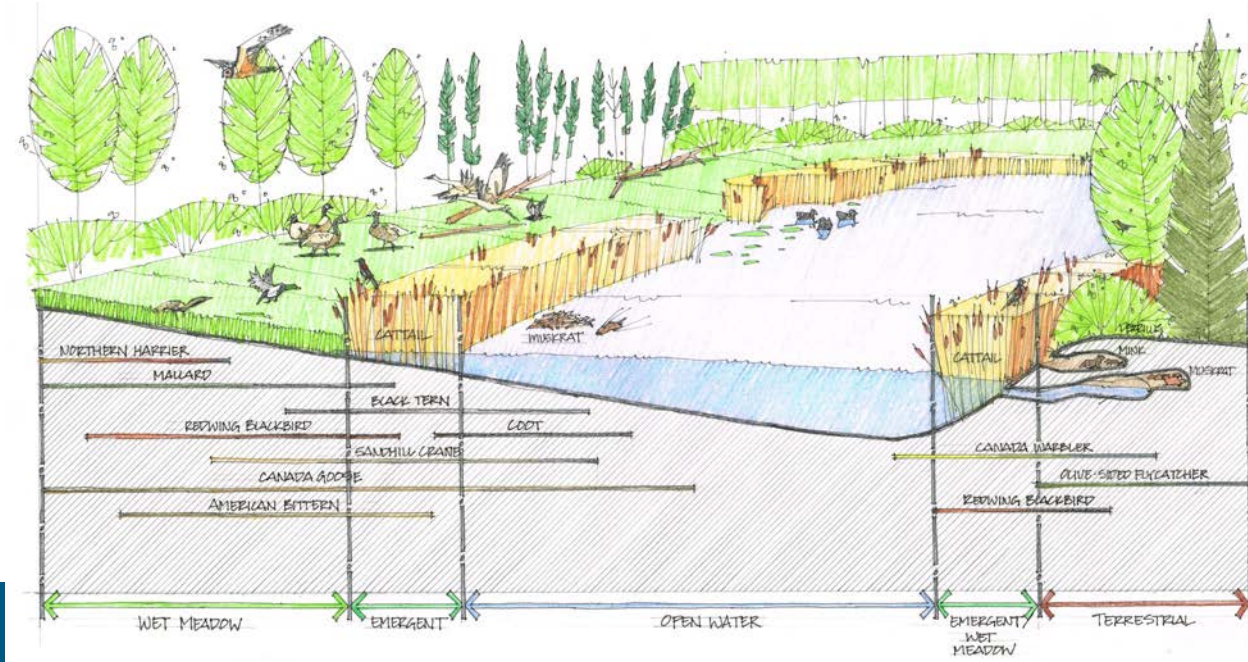 CATTAIL
MUSKRAT
CATTAIL
MINK
MUSKRAT
NORTHERN HARRIER
MALLARD
BLACK TERN
REDWING BLACKBIRD
COOT
SANDHILL CRANE
CANADA GOOSE
AMERICAN BITTERN
CANADA WARBLER
OLIVE-SIDED FLYCATCHER
REDWING BLACKBIRD
WET MEADOW
EMERGENT
OPEN WATER
EMERGENT/
WET
MEADOW
TERRESTRIAL